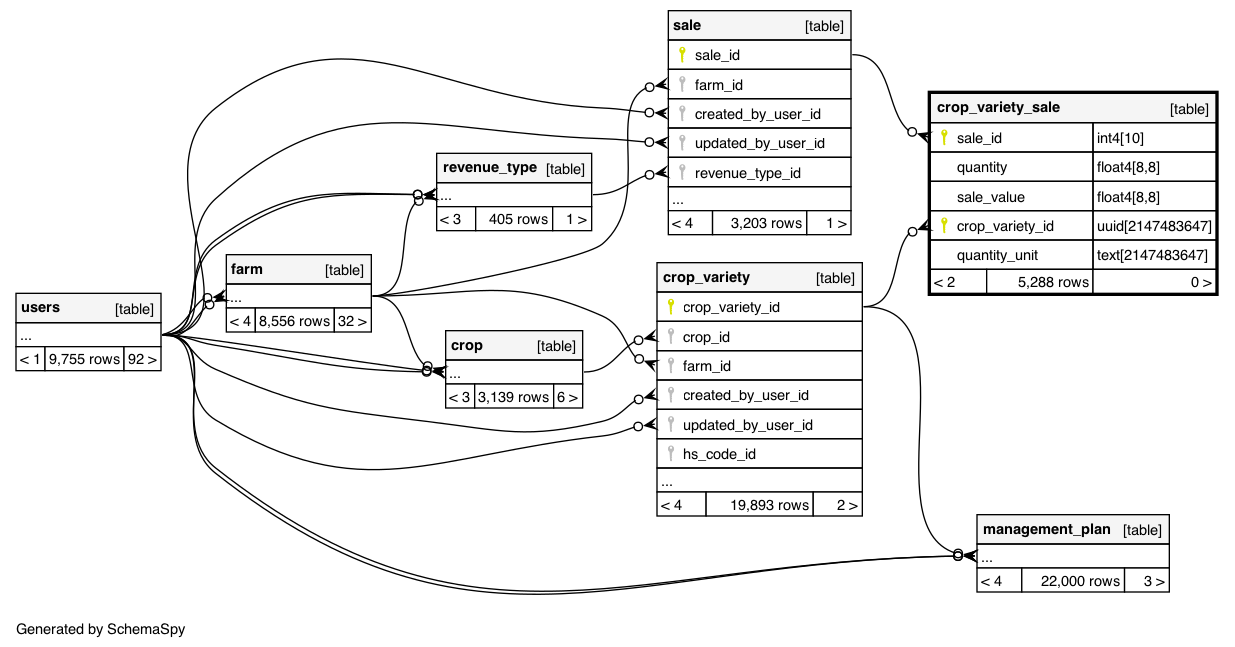 sale [table]
sale_id
farm_id
created_by_user_id
updated_by_user_id
revenue_type_id
...
< 4 3,203 rows 1 >
crop_variety_sale [table]
sale_id int4[10]
quantity float4[8,8]
sale_value float4[8,8]
crop_variety_id uuid[2147483647]
quantity_unit text[2147483647]
< 2 5,288 rows 0 >
revenue_type [table]
...
< 3 405 rows 1 >
farm [table]
...
< 4 8,556 rows 32 >
users [table]
...
< 1 9,755 rows 92 >
crop [table]
...
< 3 3,139 rows 6 >
crop_variety [table]
crop_variety_id
crop_id
farm_id
created_by_user_id
updated_by_user_id
hs_code_id
...
< 4 19,893 rows 2 >
management_plan [table]
...
< 4 22,000 rows 3 >
Generated by SchemaSpy